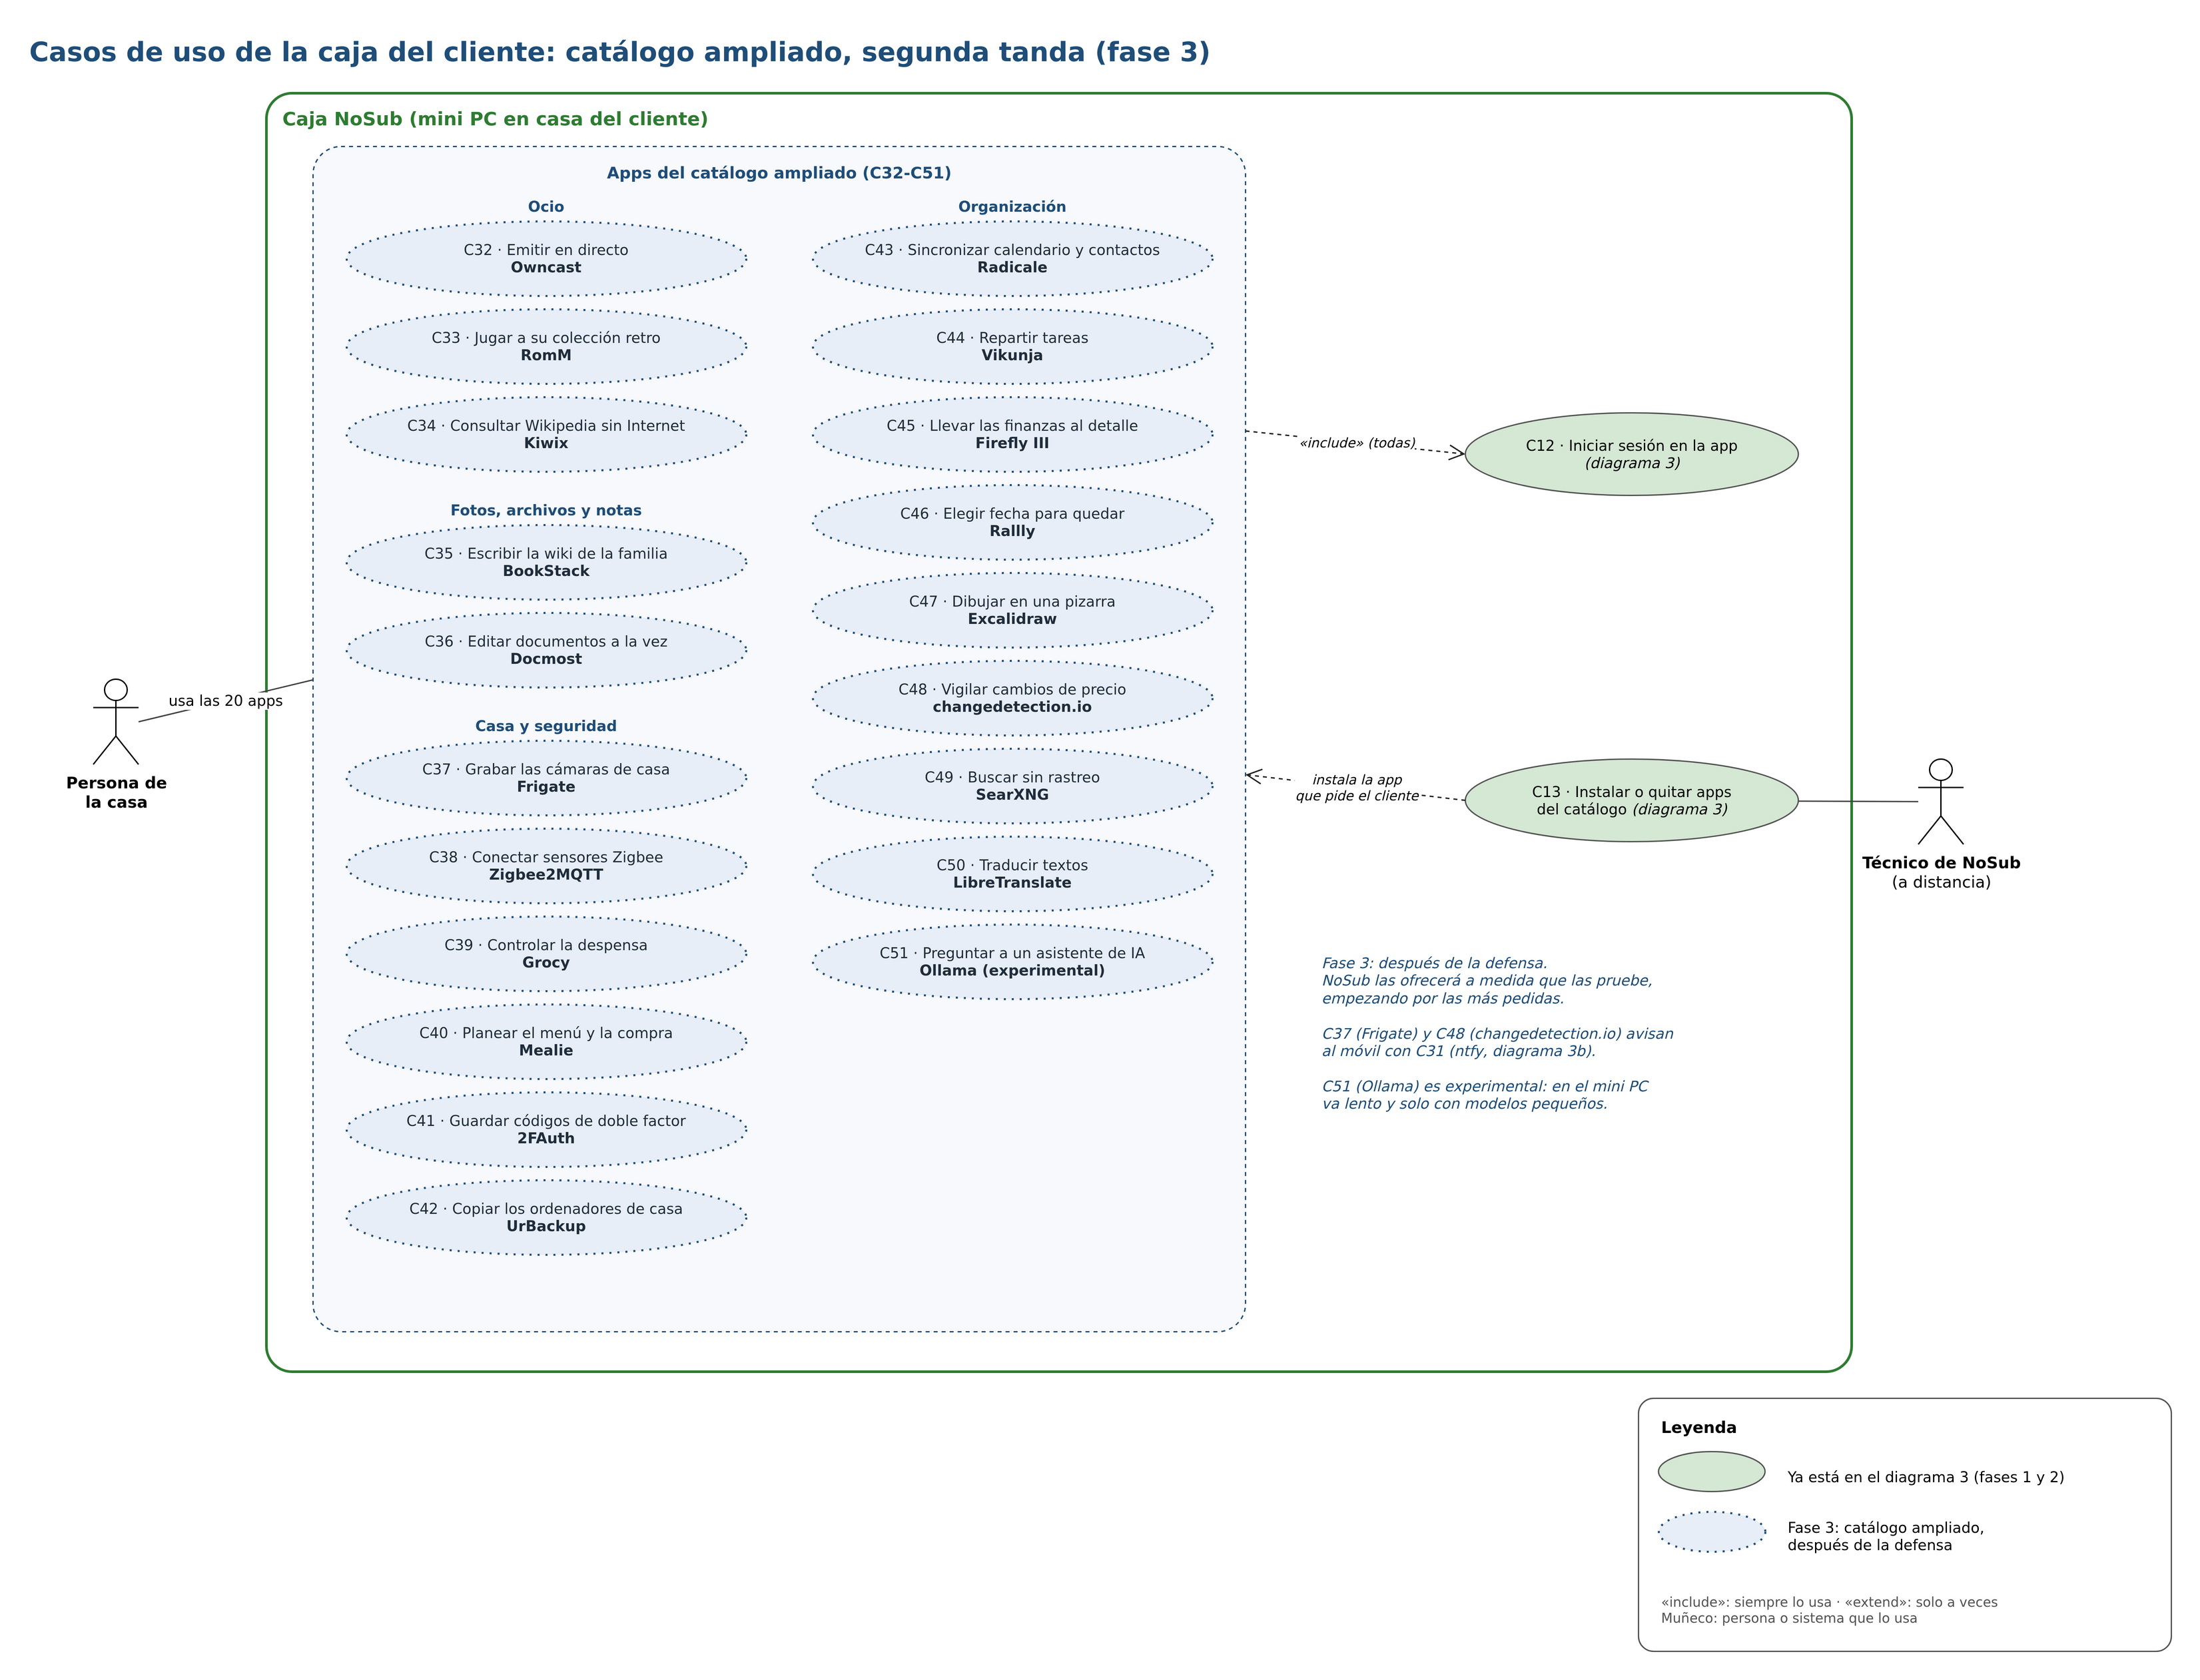 Casos de uso de la caja del cliente: catálogo ampliado, segunda tanda (fase 3)
Caja NoSub (mini PC en casa del cliente)
Apps del catálogo ampliado (C32-C51)
Ocio
C32 · Emitir en directo
Owncast
C33 · Jugar a su colección retro
RomM
C34 · Consultar Wikipedia sin Internet
Kiwix
Fotos, archivos y notas
C35 · Escribir la wiki de la familia
BookStack
C36 · Editar documentos a la vez
Docmost
Casa y seguridad
C37 · Grabar las cámaras de casa
Frigate
C38 · Conectar sensores Zigbee
Zigbee2MQTT
C39 · Controlar la despensa
Grocy
C40 · Planear el menú y la compra
Mealie
C41 · Guardar códigos de doble factor
2FAuth
C42 · Copiar los ordenadores de casa
UrBackup
Organización
C43 · Sincronizar calendario y contactos
Radicale
C44 · Repartir tareas
Vikunja
C45 · Llevar las finanzas al detalle
Firefly III
C46 · Elegir fecha para quedar
Rallly
C47 · Dibujar en una pizarra
Excalidraw
C48 · Vigilar cambios de precio
changedetection.io
C49 · Buscar sin rastreo
SearXNG
C50 · Traducir textos
LibreTranslate
C51 · Preguntar a un asistente de IA
Ollama (experimental)
usa las 20 apps
Persona de
la casa
«include» (todas)
C12 · Iniciar sesión en la app
(diagrama 3)
instala la app
que pide el cliente
C13 · Instalar o quitar apps
del catálogo (diagrama 3)
Técnico de NoSub
(a distancia)
Fase 3: después de la defensa.
NoSub las ofrecerá a medida que las pruebe,
empezando por las más pedidas.
C37 (Frigate) y C48 (changedetection.io) avisan
al móvil con C31 (ntfy, diagrama 3b).
C51 (Ollama) es experimental: en el mini PC
va lento y solo con modelos pequeños.
Leyenda
Ya está en el diagrama 3 (fases 1 y 2)
Fase 3: catálogo ampliado,
después de la defensa
«include»: siempre lo usa · «extend»: solo a veces
Muñeco: persona o sistema que lo usa